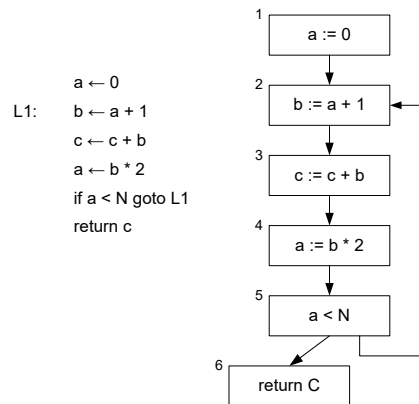 a ← 0
L1: b ← a + 1
c ← c + b
a ← b * 2
if a < N goto L1
return c
1
a := 0
2
b := a + 1
3
c := c + b
4
a := b * 2
5
a < N
6
return C